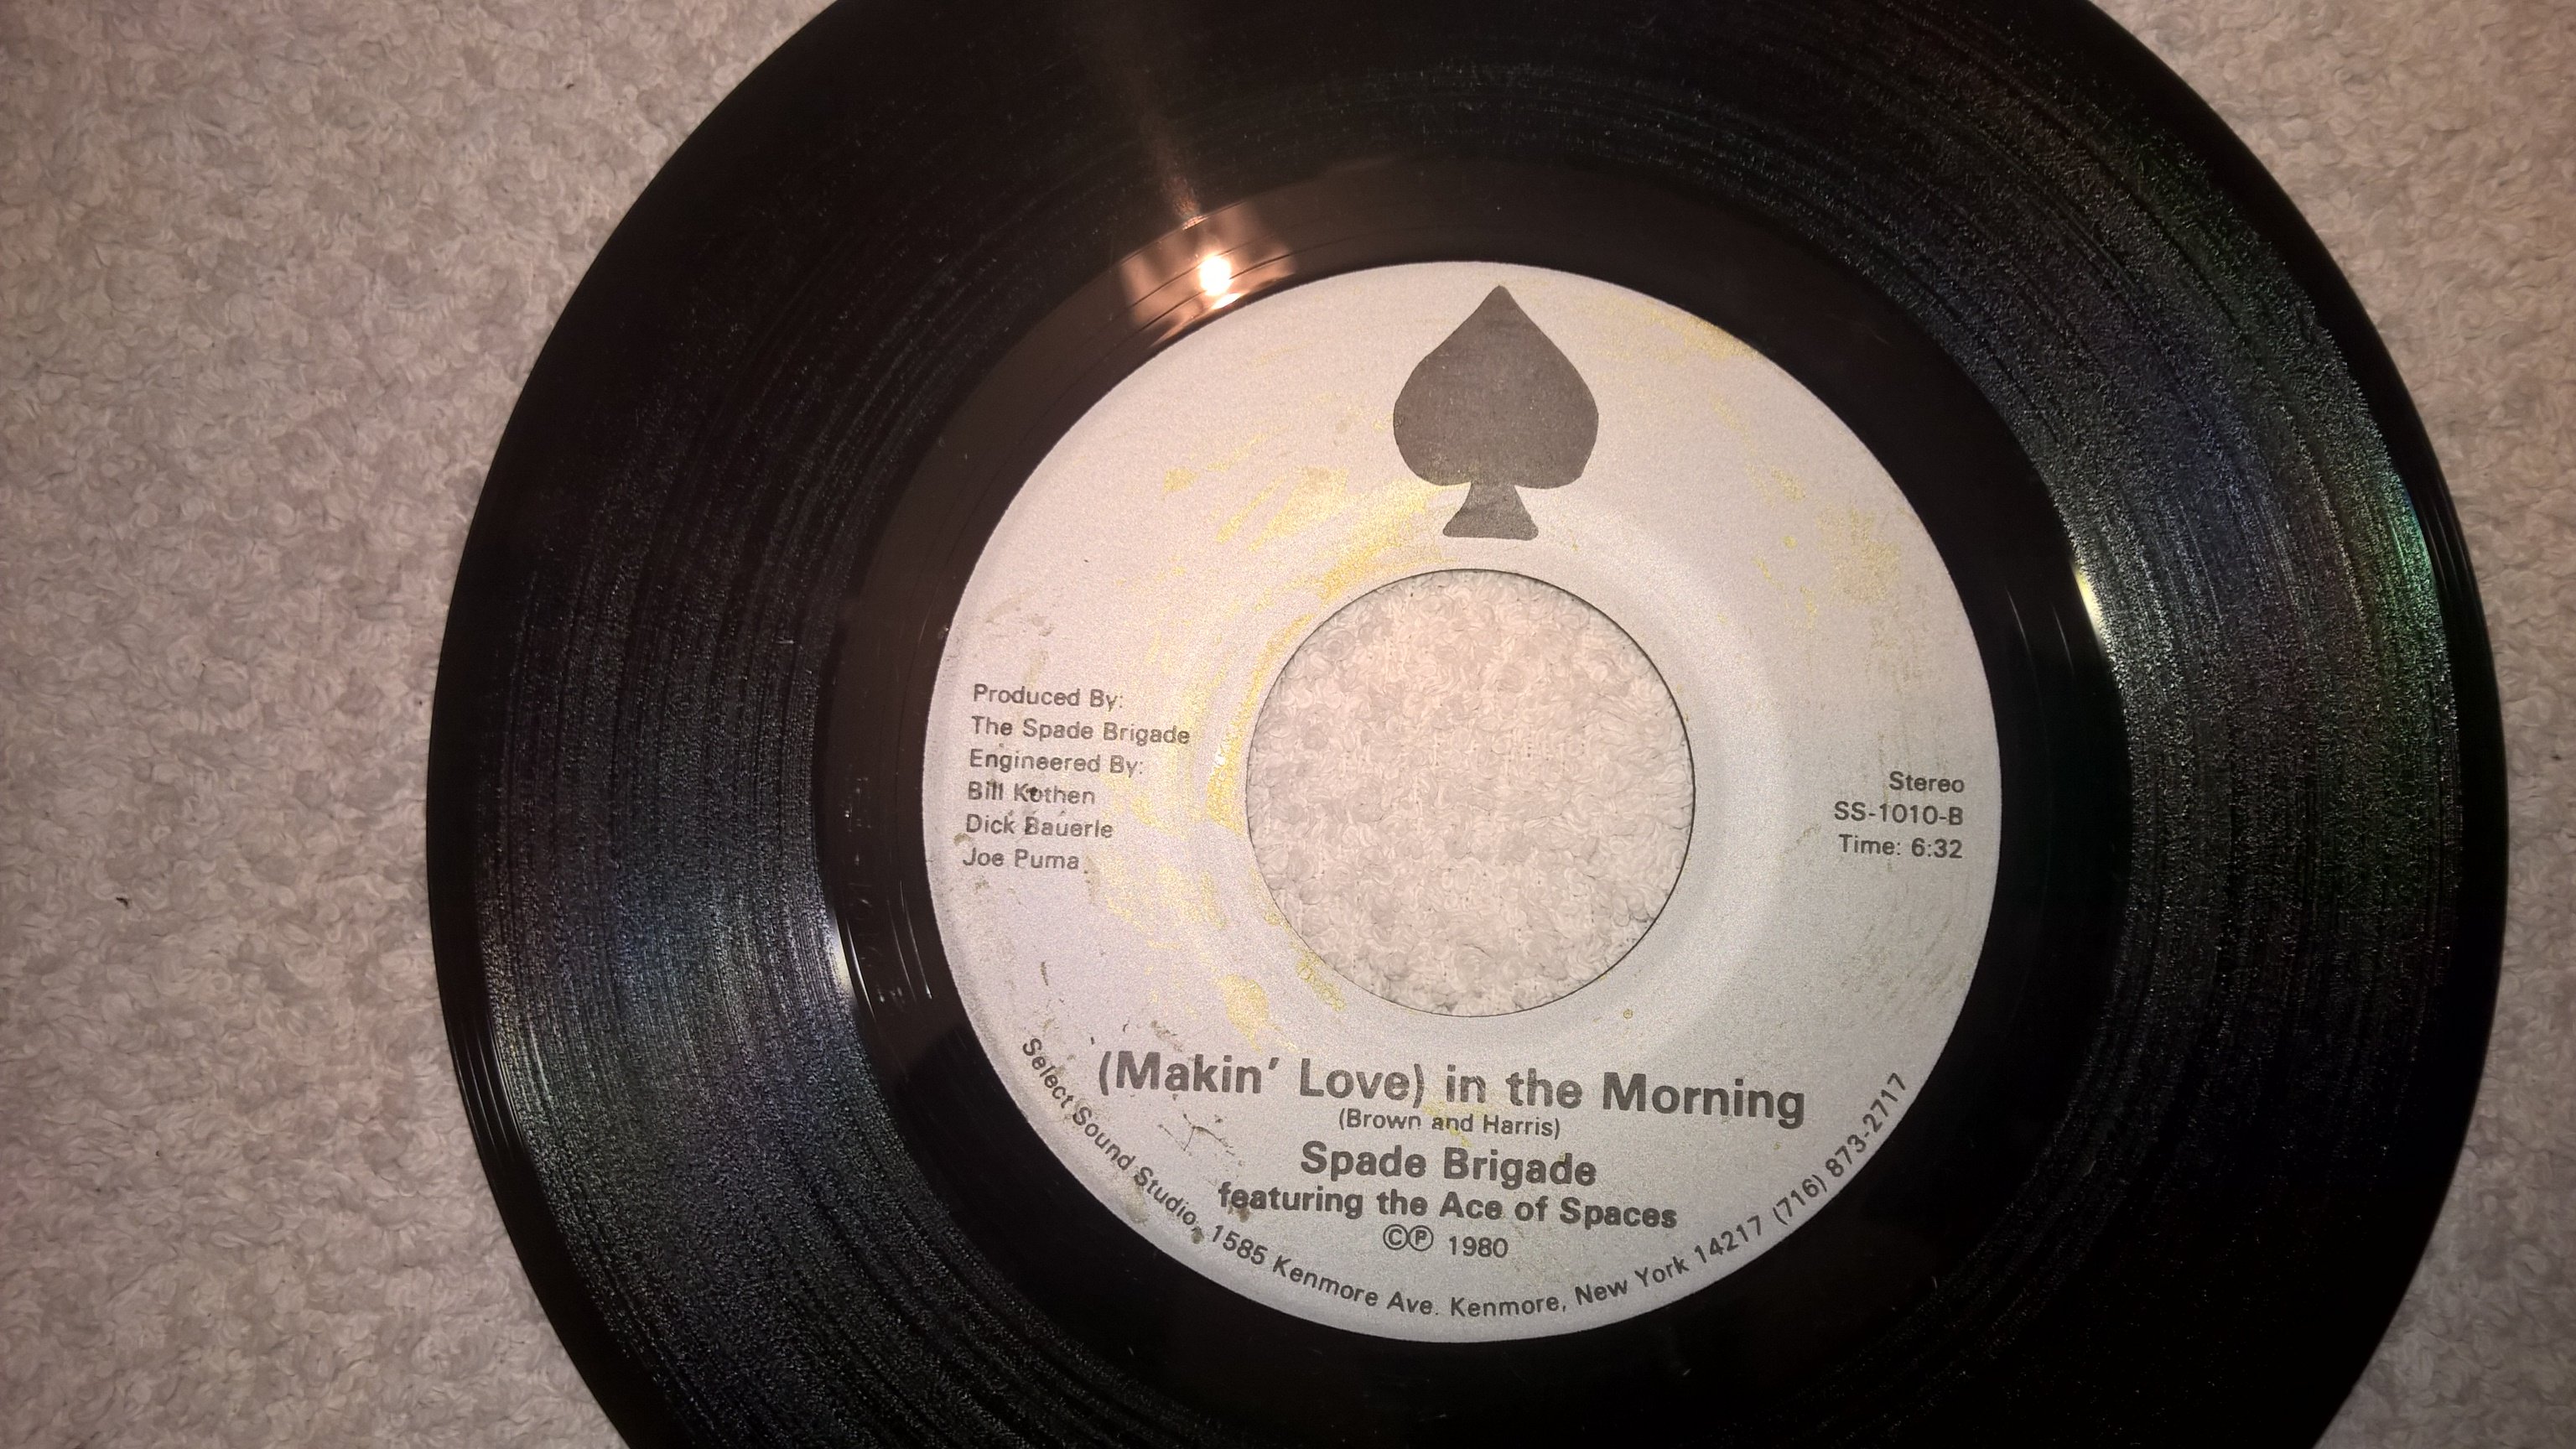 Produced By:
The Spade Brigade
Engineered By:
Bill Kothen
Dick Bauerle
Joe Puma
Stereo
SS-1010-B
Time: 6:32
(Makin' Love) in the Morning
(Brown and Harris)
Spade Brigade
featuring the Ace of Spaces
©℗ 1980
Select Sound Studio, 1585 Kenmore Ave. Kenmore, New York 14217 (716) 873-2717